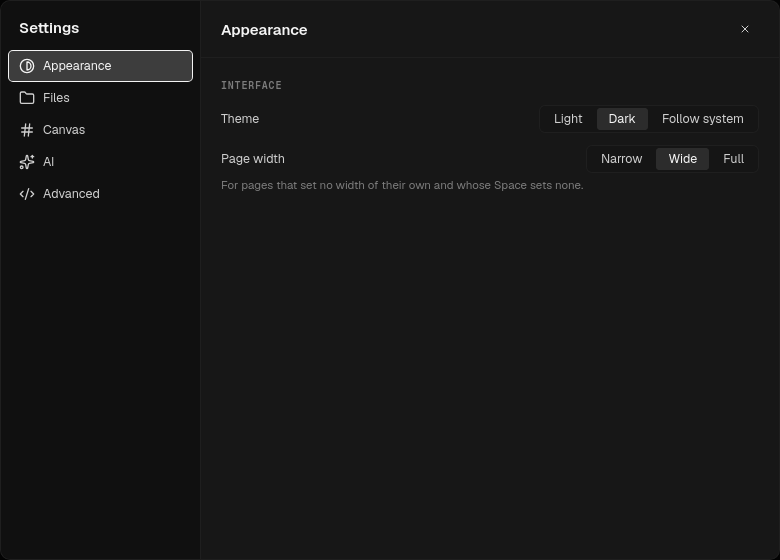 Settings
Appearance
Files
Canvas
AI
Advanced
Appearance
INTERFACE
Theme
Light Dark Follow system
Page width
Narrow Wide Full
For pages that set no width of their own and whose Space sets none.